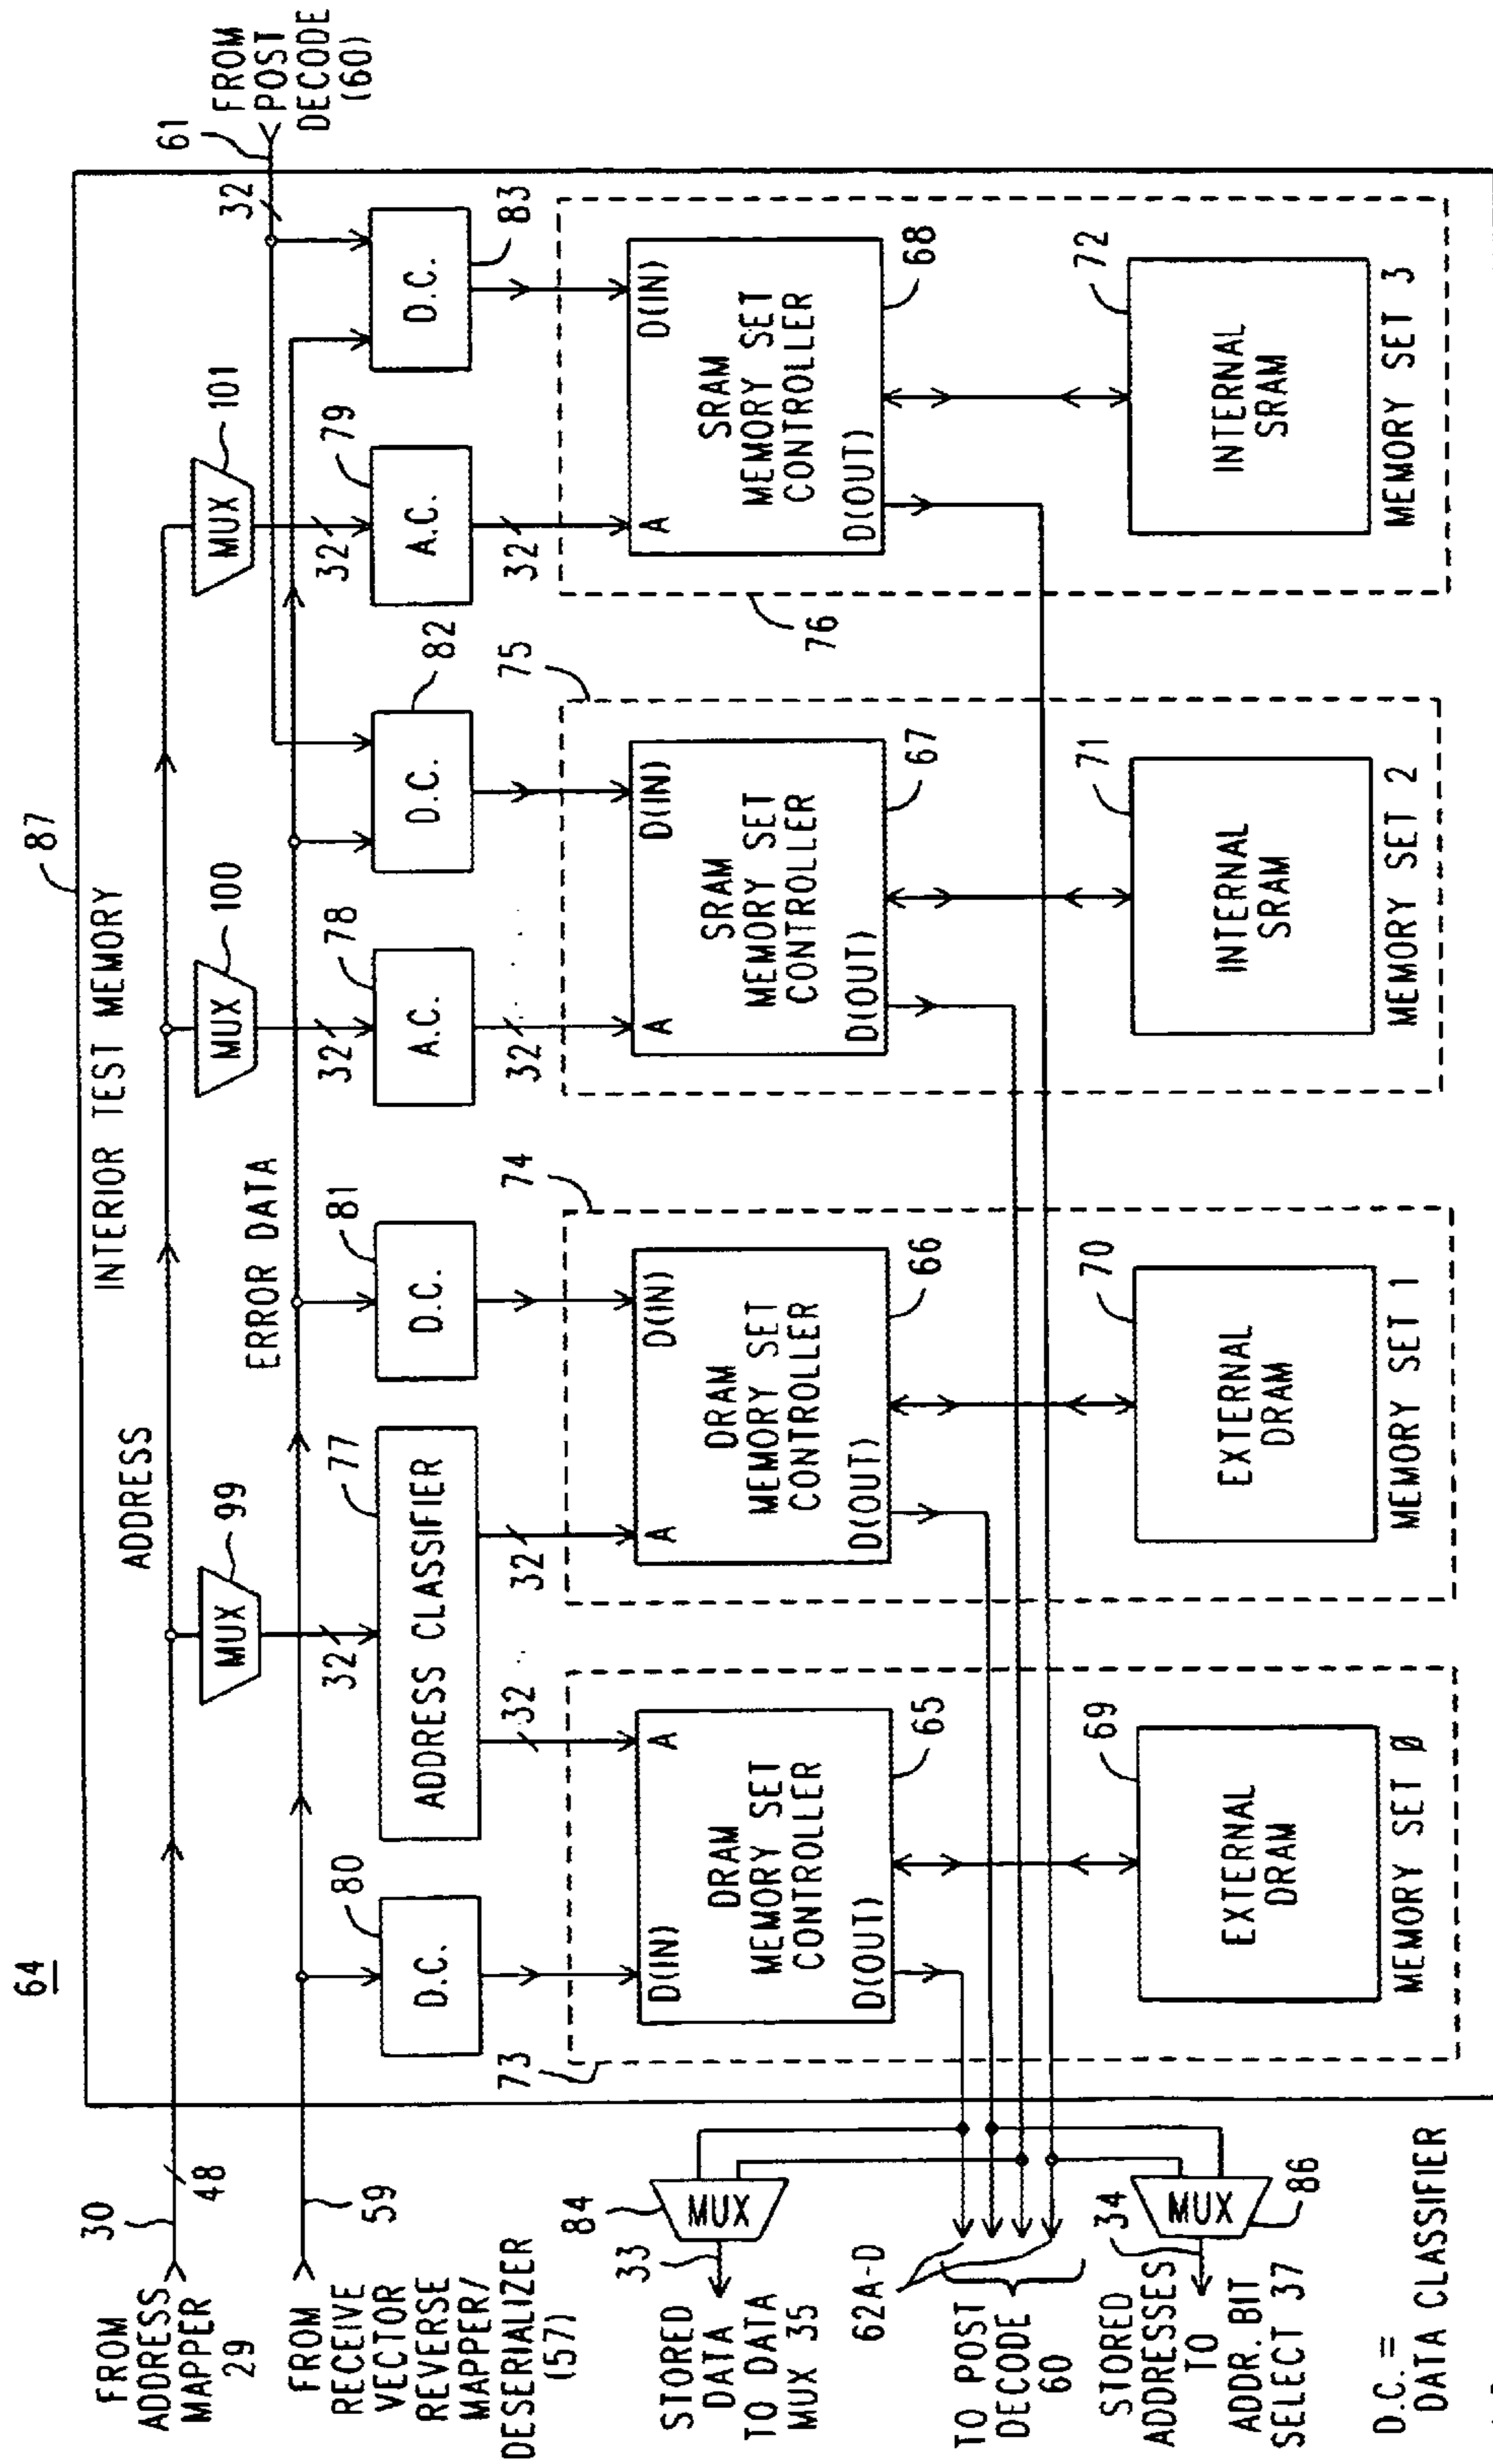 64
87
INTERIOR TEST MEMORY
FROM
ADDRESS
MAPPER
29
30
48
ADDRESS
MUX
99
MUX
100
MUX
101
61
32
FROM
POST
DECODE
(60)
FROM
RECEIVE
VECTOR
REVERSE
MAPPER/
DESERIALIZER
(57)
59
ERROR DATA
32
32
32
D.C.
80
ADDRESS CLASSIFIER
77
D.C.
81
A.C.
78
D.C.
82
A.C.
79
D.C.
83
32
32
32
32
73
74
75
76
D(IN)
A
DRAM
MEMORY SET
CONTROLLER
D(OUT)
65
A
D(IN)
DRAM
MEMORY SET
CONTROLLER
D(OUT)
66
A
D(IN)
SRAM
MEMORY SET
CONTROLLER
D(OUT)
67
A
D(IN)
SRAM
MEMORY SET
CONTROLLER
D(OUT)
68
84
MUX
33
STORED
DATA
TO DATA
MUX 35
62A-D
TO POST
DECODE
60
34
MUX
86
STORED
ADDRESSES
TO
ADDR. BIT
SELECT 37
69
EXTERNAL
DRAM
MEMORY SET Ø
70
EXTERNAL
DRAM
MEMORY SET 1
71
INTERNAL
SRAM
MEMORY SET 2
72
INTERNAL
SRAM
MEMORY SET 3
D.C. =
DATA CLASSIFIER